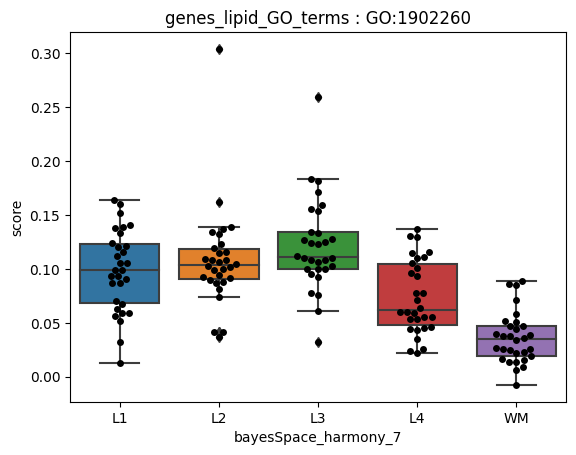 genes_lipid_GO_terms : GO:1902260
0.30
0.25
0.20
0.15
0.10
0.05
0.00
score
L1 L2 L3 L4 WM
bayesSpace_harmony_7